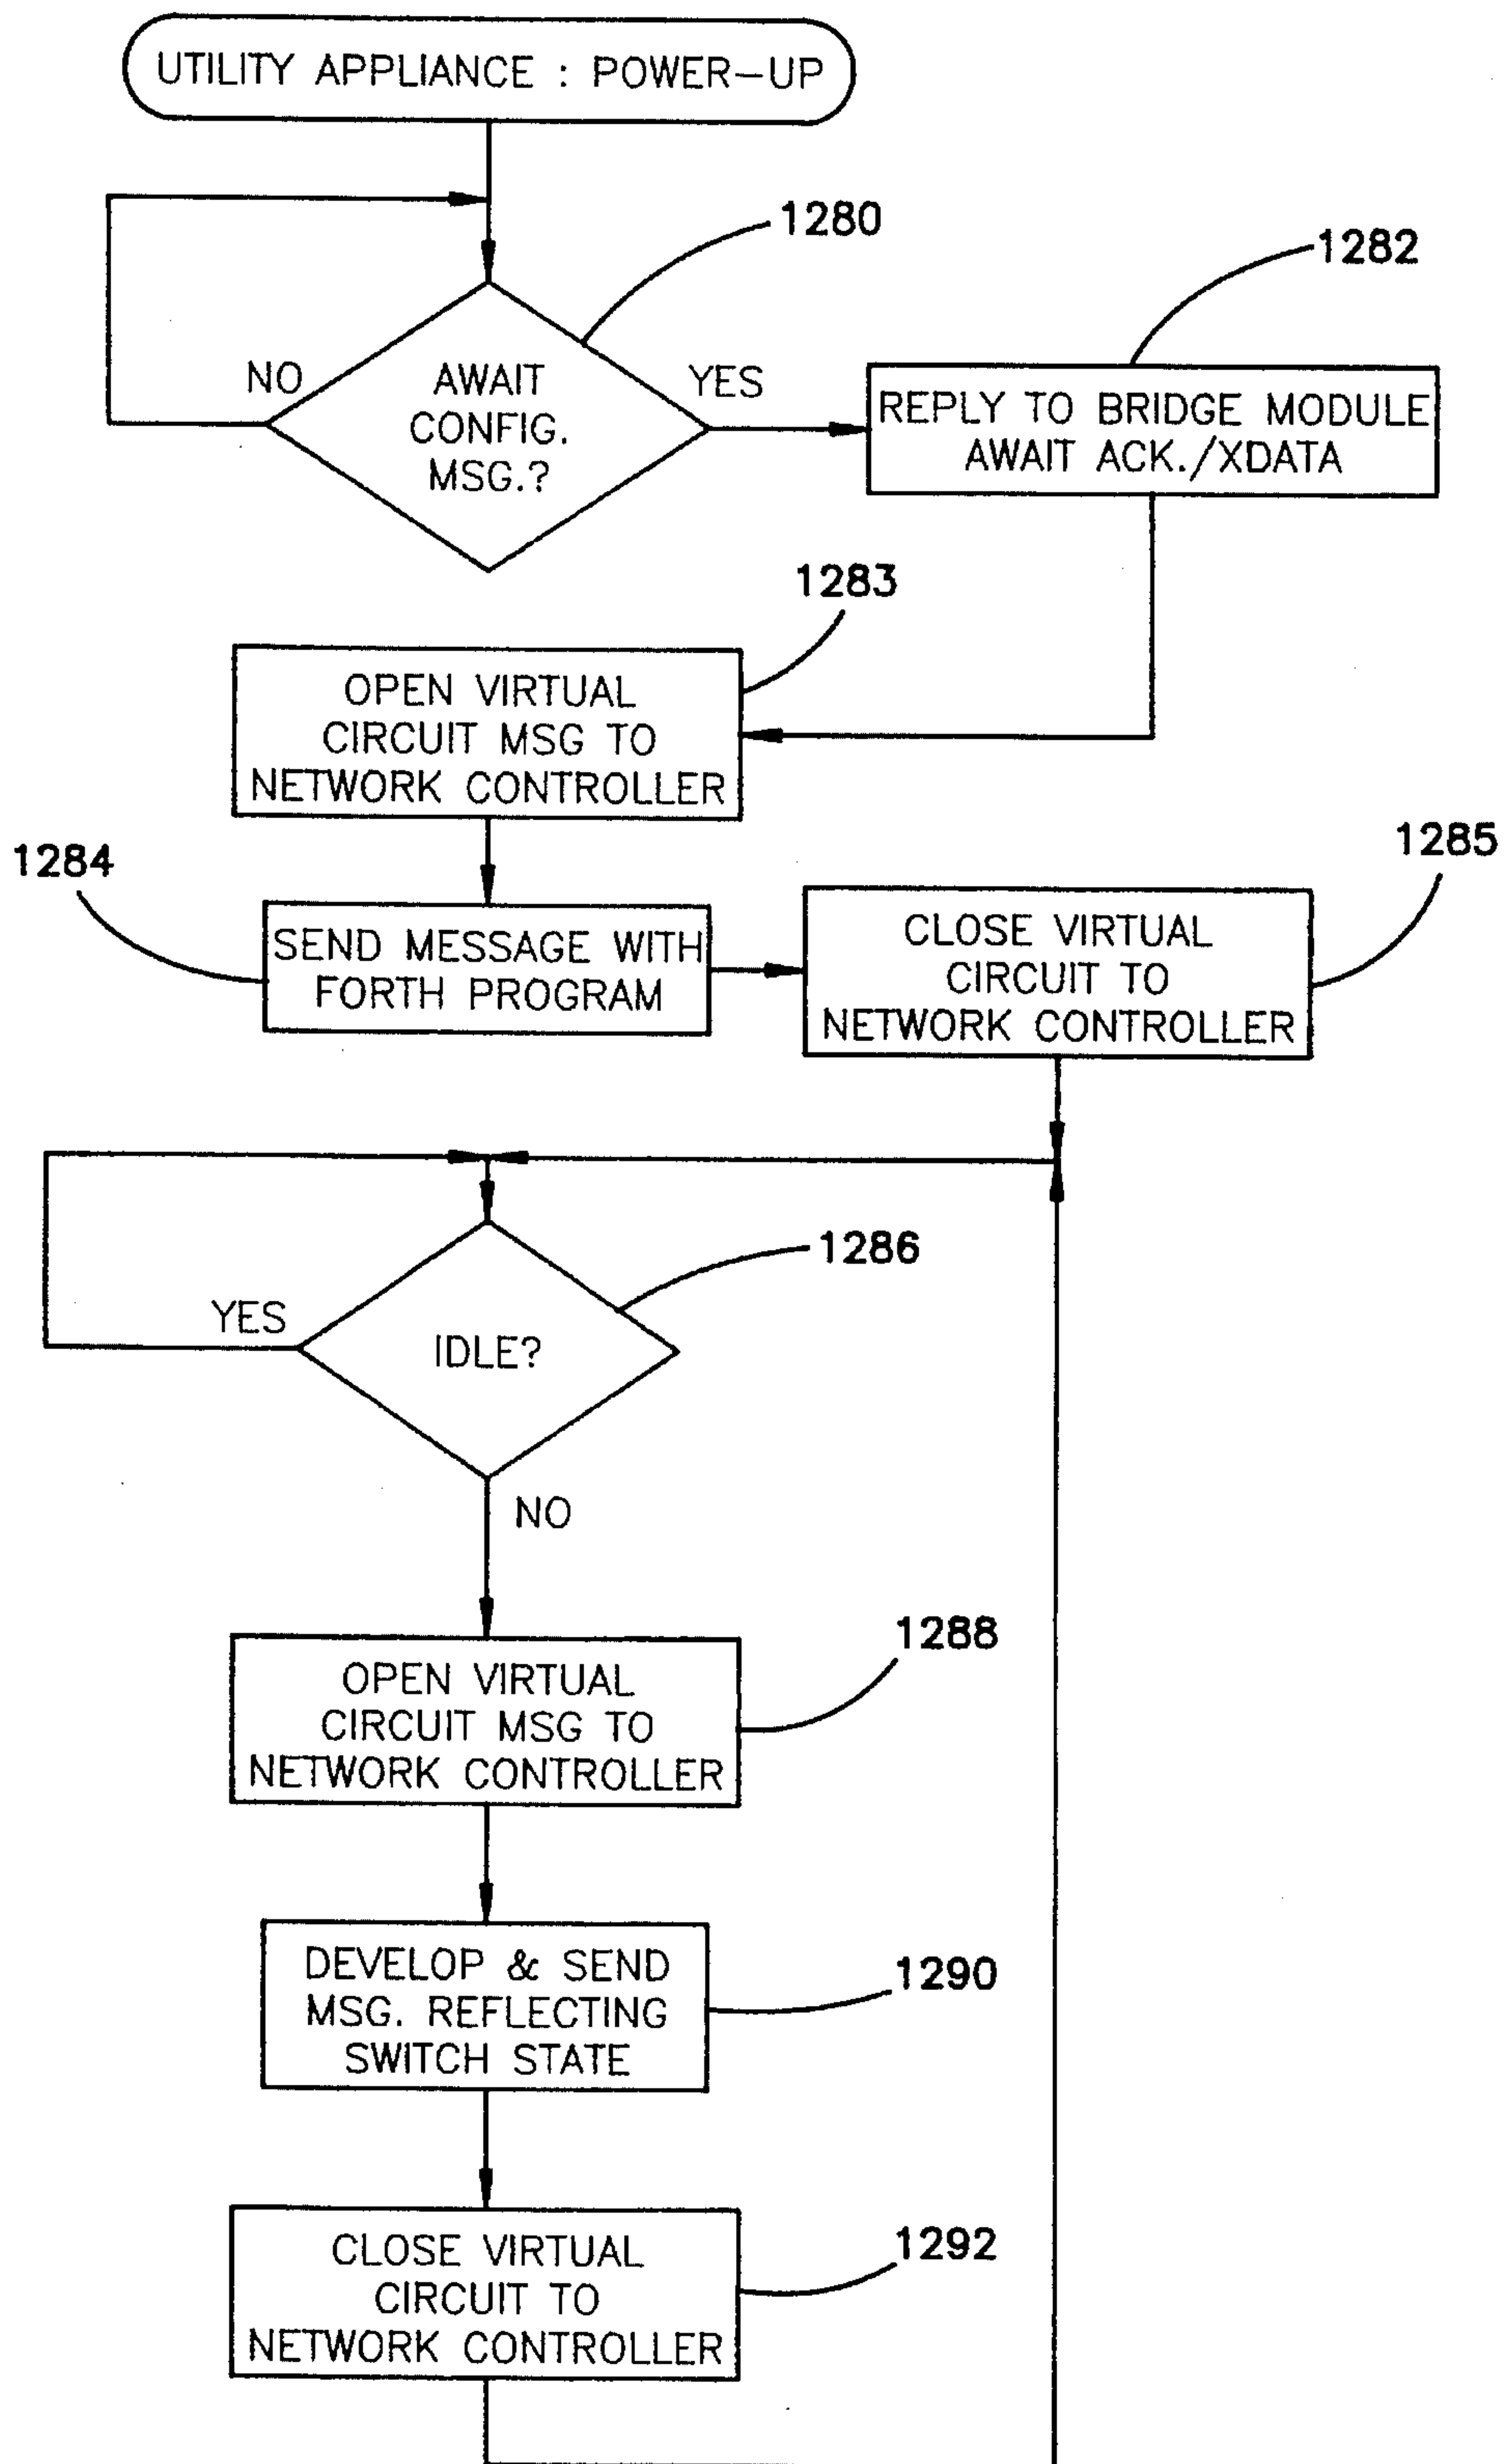 UTILITY APPLIANCE : POWER-UP
1280
1282
NO
AWAIT
CONFIG.
MSG.?
YES
REPLY TO BRIDGE MODULE
AWAIT ACK./XDATA
1283
OPEN VIRTUAL
CIRCUIT MSG TO
NETWORK CONTROLLER
1284
SEND MESSAGE WITH
FORTH PROGRAM
1285
CLOSE VIRTUAL
CIRCUIT TO
NETWORK CONTROLLER
1286
YES
IDLE?
NO
1288
OPEN VIRTUAL
CIRCUIT MSG TO
NETWORK CONTROLLER
1290
DEVELOP & SEND
MSG. REFLECTING
SWITCH STATE
1292
CLOSE VIRTUAL
CIRCUIT TO
NETWORK CONTROLLER